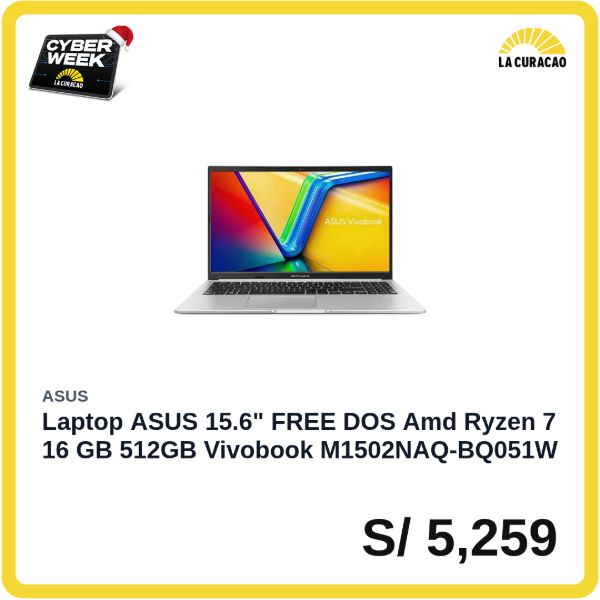 CYBER
WEEK
LA CURACAO
LA CURACAO
ASUS Vivobook
ASUS
Laptop ASUS 15.6" FREE DOS Amd Ryzen 7
16 GB 512GB Vivobook M1502NAQ-BQ051W
S/ 5,259